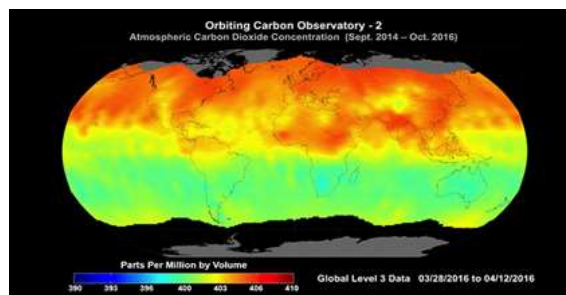 Orbiting Carbon Observatory - 2
Atmospheric Carbon Dioxide Concentration (Sept. 2014 – Oct. 2016)
Parts Per Million by Volume
390 393 396 400 403 406 410
Global Level 3 Data 03/28/2016 to 04/12/2016